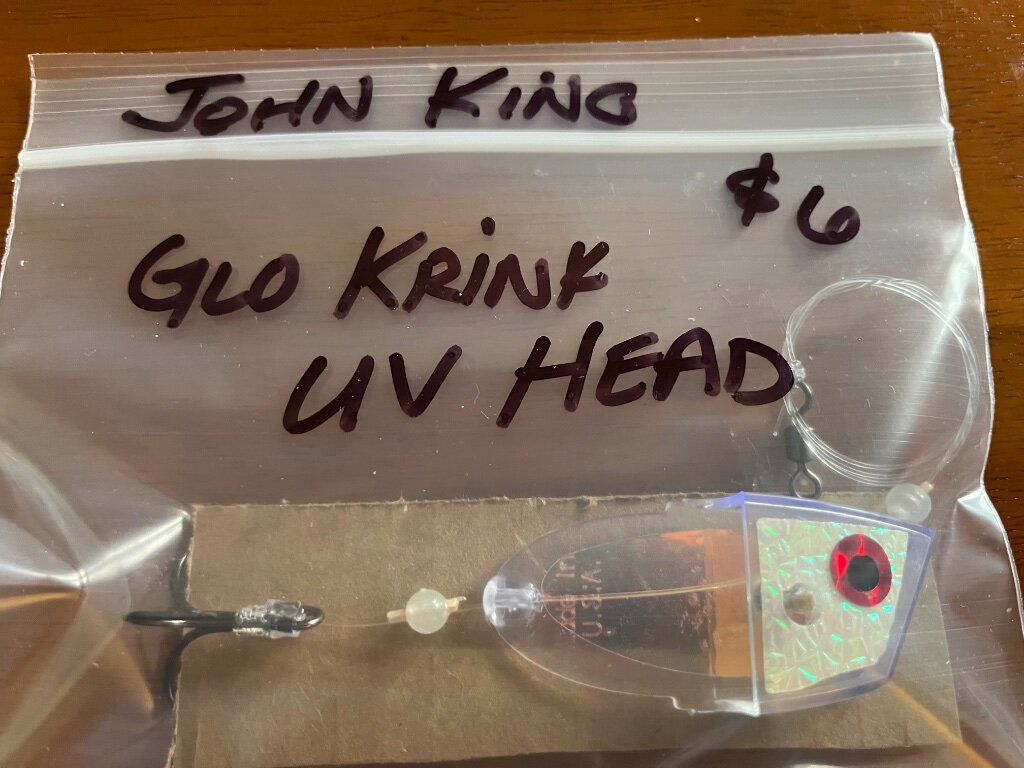 JOHN KING
$6
GLO KRINK
UV HEAD
U.S.A.